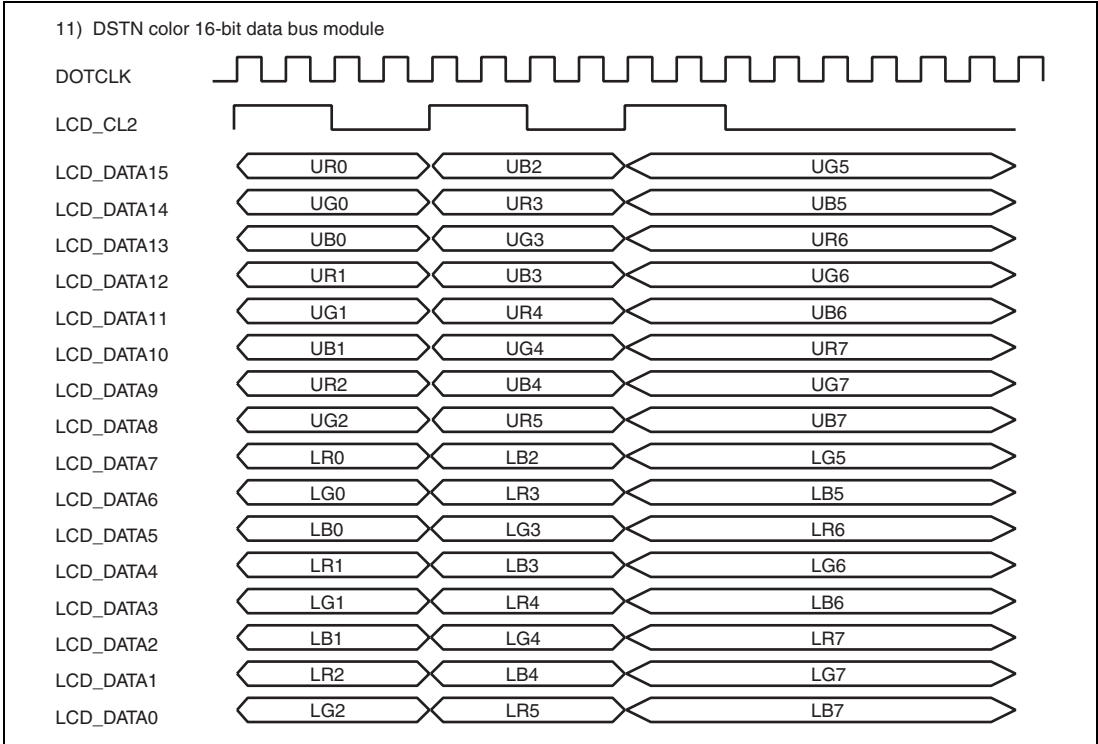 11) DSTN color 16-bit data bus module
DOTCLK
LCD_CL2
LCD_DATA15 UR0 UB2 UG5
LCD_DATA14 UG0 UR3 UB5
LCD_DATA13 UB0 UG3 UR6
LCD_DATA12 UR1 UB3 UG6
LCD_DATA11 UG1 UR4 UB6
LCD_DATA10 UB1 UG4 UR7
LCD_DATA9 UR2 UB4 UG7
LCD_DATA8 UG2 UR5 UB7
LCD_DATA7 LR0 LB2 LG5
LCD_DATA6 LG0 LR3 LB5
LCD_DATA5 LB0 LG3 LR6
LCD_DATA4 LR1 LB3 LG6
LCD_DATA3 LG1 LR4 LB6
LCD_DATA2 LB1 LG4 LR7
LCD_DATA1 LR2 LB4 LG7
LCD_DATA0 LG2 LR5 LB7